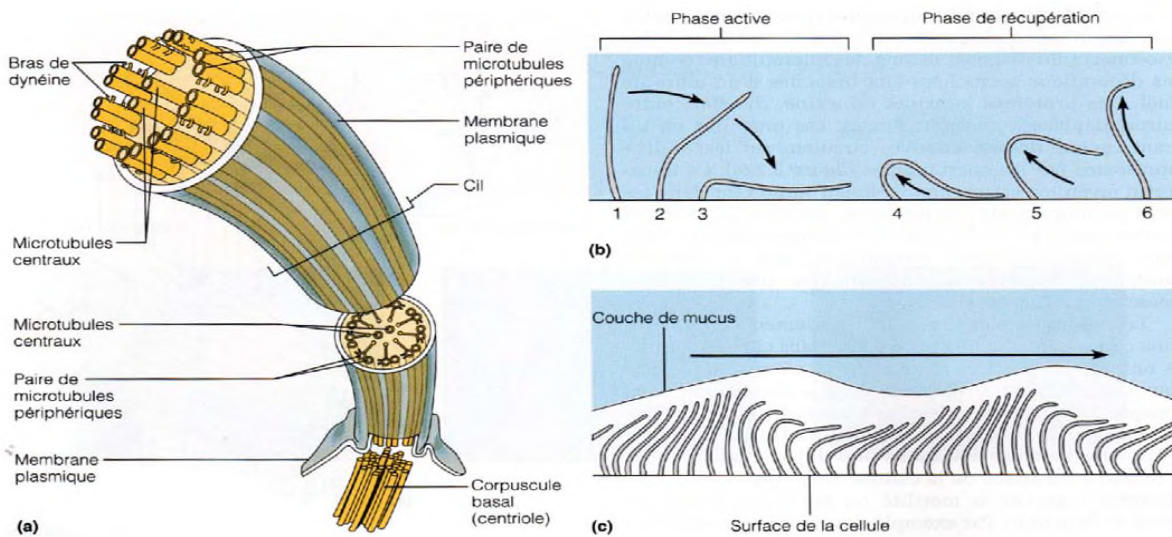 Bras de
dynéine
Paire de
microtubules
périphériques
Membrane
plasmique
Cil
Microtubules
centraux
Microtubules
centraux
Paire de
microtubules
périphériques
Membrane
plasmique
Corpuscule
basal
(centriole)
(a)
Phase active
Phase de récupération
1 2 3 4 5 6
(b)
Couche de mucus
Surface de la cellule
(c)